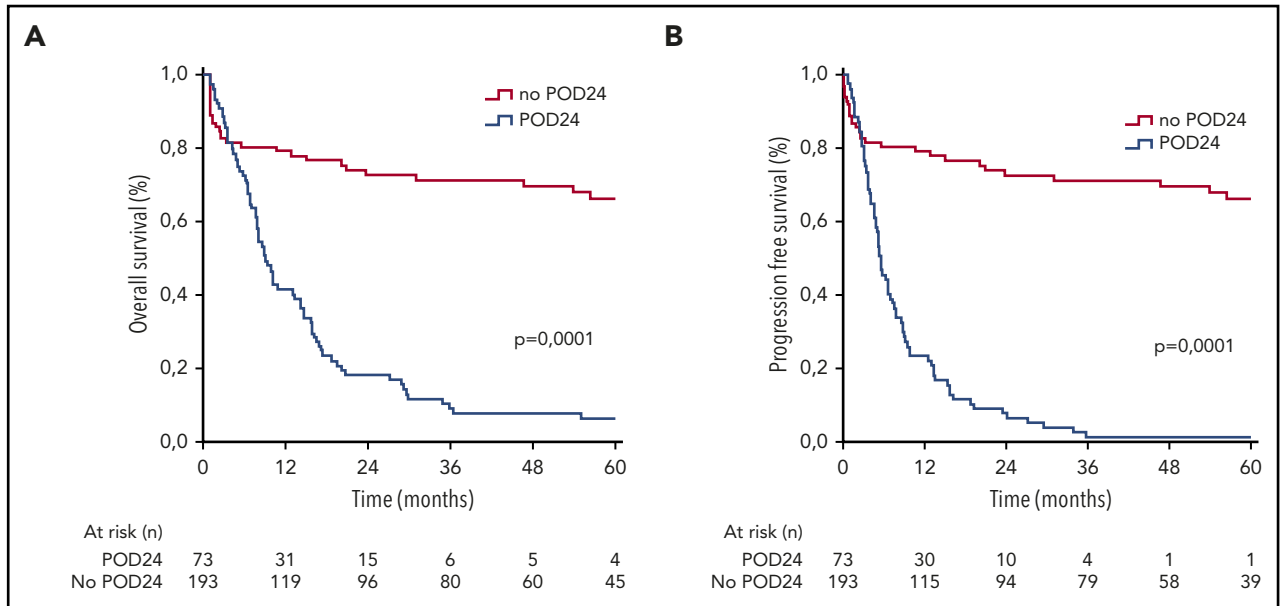 A
Overall survival (%)
1,0
0,8
0,6
0,4
0,2
0,0
no POD24
POD24
p=0,0001
0 12 24 36 48 60
Time (months)
At risk (n)
POD24 73 31 15 6 5 4
No POD24 193 119 96 80 60 45
B
Progression free survival (%)
1,0
0,8
0,6
0,4
0,2
0,0
no POD24
POD24
p=0,0001
0 12 24 36 48 60
Time (months)
At risk (n)
POD24 73 30 10 4 1 1
No POD24 193 115 94 79 58 39